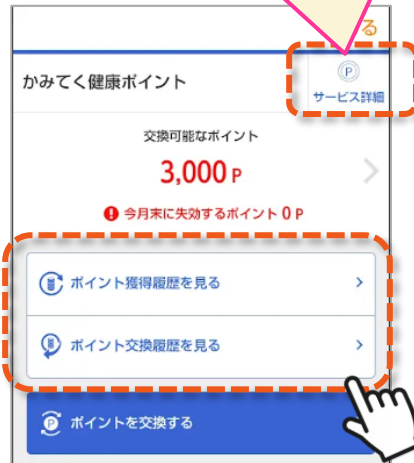 る
かみてく健康ポイント
P
サービス詳細
交換可能なポイント
3,000 P
今月末に失効するポイント 0 P
ポイント獲得履歴を見る
ポイント交換履歴を見る
P ポイントを交換する